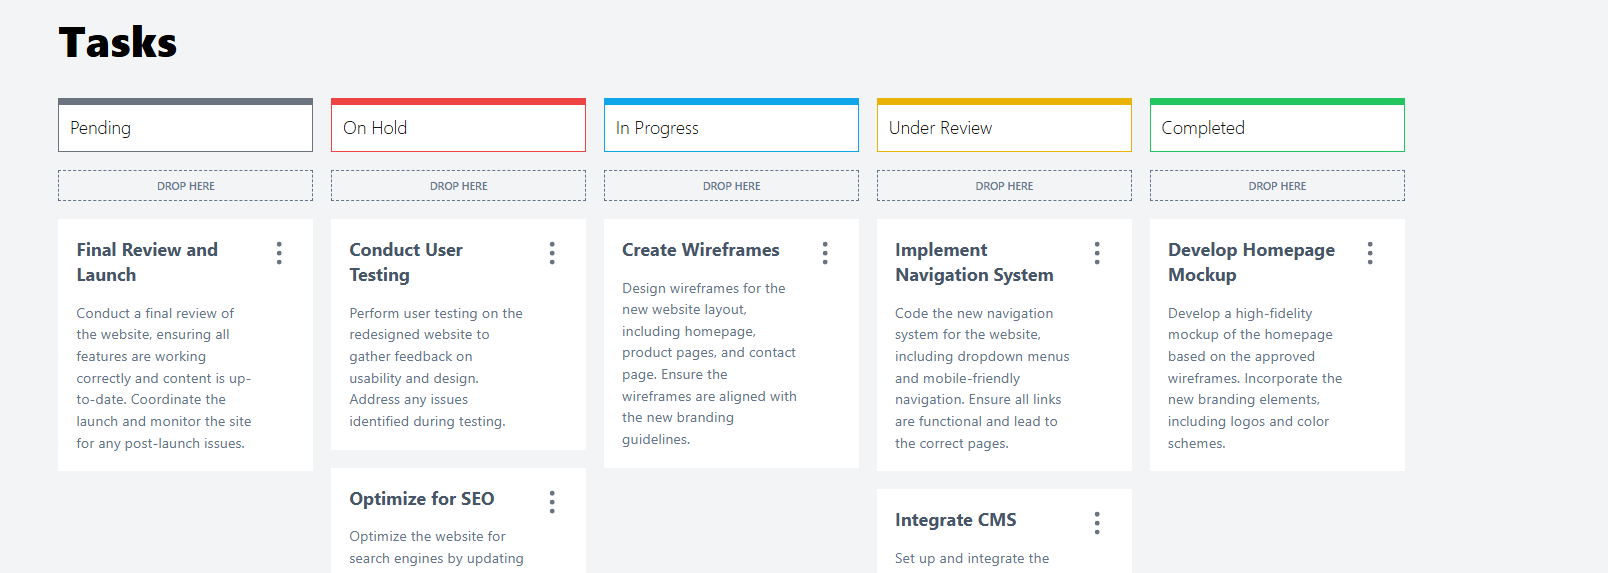 Tasks
Pending
On Hold
In Progress
Under Review
Completed
DROP HERE
DROP HERE
DROP HERE
DROP HERE
DROP HERE
Final Review and
Launch
Conduct a final review of
the website, ensuring all
features are working
correctly and content is up-
to-date. Coordinate the
launch and monitor the site
for any post-launch issues.
Conduct User
Testing
Perform user testing on the
redesigned website to
gather feedback on
usability and design.
Address any issues
identified during testing.
Optimize for SEO
Optimize the website for
search engines by updating
Create Wireframes
Design wireframes for the
new website layout,
including homepage,
product pages, and contact
page. Ensure the
wireframes are aligned with
the new branding
guidelines.
Implement
Navigation System
Code the new navigation
system for the website,
including dropdown menus
and mobile-friendly
navigation. Ensure all links
are functional and lead to
the correct pages.
Integrate CMS
Set up and integrate the
Develop Homepage
Mockup
Develop a high-fidelity
mockup of the homepage
based on the approved
wireframes. Incorporate the
new branding elements,
including logos and color
schemes.